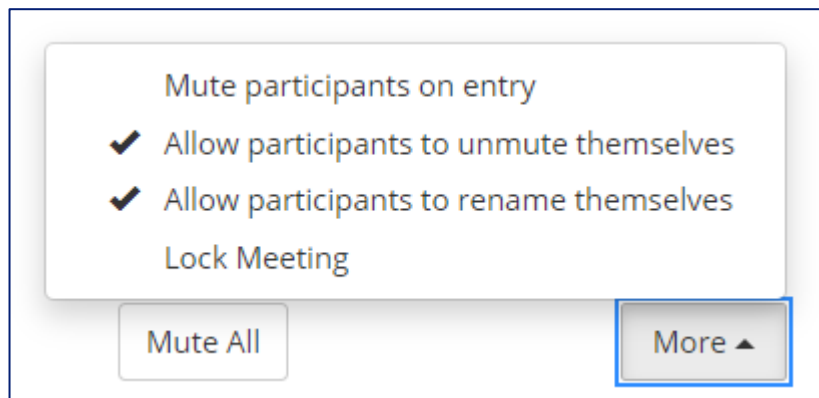 Mute participants on entry
Allow participants to unmute themselves
Allow participants to rename themselves
Lock Meeting
Mute All
More